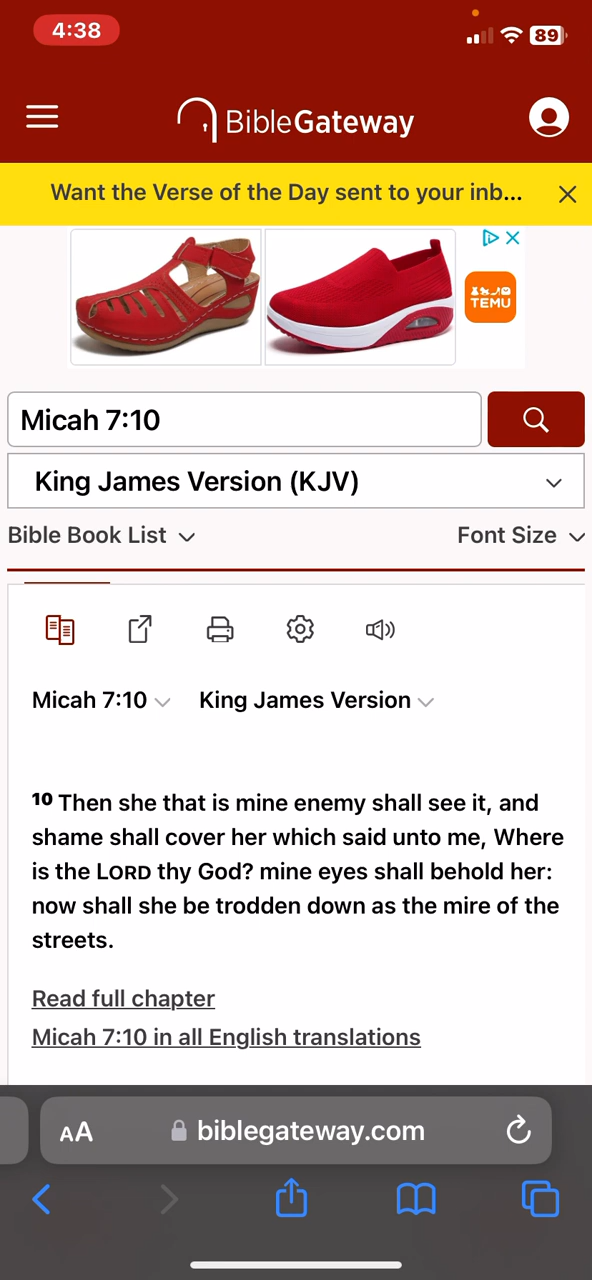 4:38
89
BibleGateway
Want the Verse of the Day sent to your inb...
TEMU
Micah 7:10
King James Version (KJV)
Bible Book List
Font Size
Micah 7:10
King James Version
10 Then she that is mine enemy shall see it, and
shame shall cover her which said unto me, Where
is the LORD thy God? mine eyes shall behold her:
now shall she be trodden down as the mire of the
streets.
Read full chapter
Micah 7:10 in all English translations
AA
biblegateway.com